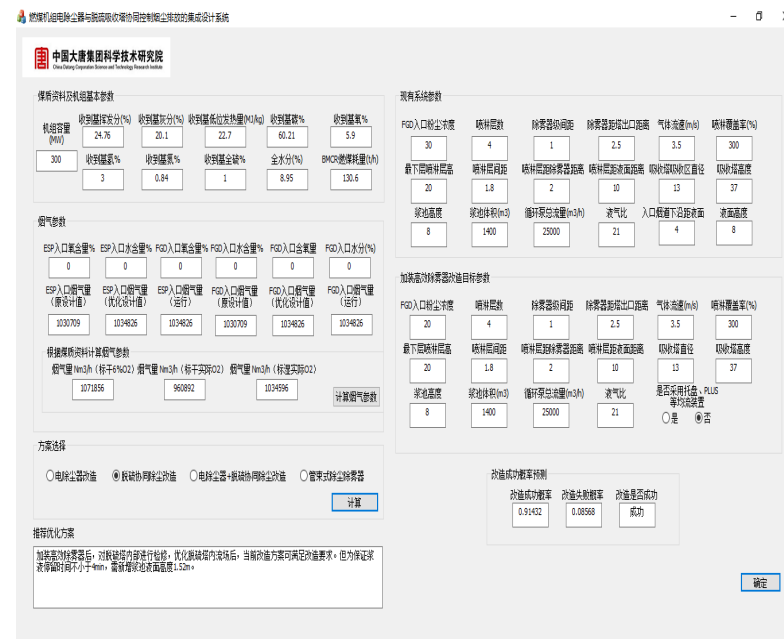 燃煤机组电除尘器与脱硫吸收塔协同控制烟尘排放的集成设计系统
中国大唐集团科学技术研究院
China Datang Corporation Science and Technology Research Institute
煤质资料及机组基本参数
机组容量(MW) 收到基挥发分(%) 收到基灰分(%) 收到基低位发热量(MJ/kg) 收到基碳% 收到基氧%
300 24.76 20.1 22.7 60.21 5.9
收到基氢% 收到基氮% 收到基全硫% 全水分(%) BMCR燃煤耗量(t/h)
3 0.84 1 8.95 130.6
烟气参数
ESP入口氧含量% ESP入口水含量% FGD入口氧含量% FGD入口水含量% FGD入口含氧量 FGD入口水分(%)
0 0 0 0 0 0
ESP入口烟气量(原设计值) ESP入口烟气量(优化设计值) ESP入口烟气量(运行) FGD入口烟气量(原设计值) FGD入口烟气量(优化设计值) FGD入口烟气量(运行)
1030709 1034826 1034826 1030709 1034826 1034826
根据煤质资料计算烟气参数
烟气量 Nm3/h (标干6%O2) 烟气量 Nm3/h (标干实际O2) 烟气量 Nm3/h (标湿实际O2)
1071856 960892 1034596
计算烟气参数
方案选择
电除尘器改造 脱硫协同除尘改造 电除尘器+脱硫协同除尘改造 管束式除尘除雾器
计算
推荐优化方案
加装高效除雾器后,对脱硫塔内部进行检修,优化脱硫塔内流场后,当前改造方案可满足改造要求。但为保证浆
液停留时间不小于4min,需新增浆池液面高度1.52m。
现有系统参数
FGD入口粉尘浓度 喷淋层数 除雾器级间距 除雾器距塔出口距离 气体流速(m/s) 喷淋覆盖率(%)
30 4 1 2.5 3.5 300
最下层喷淋层高 喷淋层间距 喷淋层距除雾器距离 喷淋层距液面距离 吸收塔吸收区直径 吸收塔高度
20 1.8 2 10 13 37
浆池高度 浆池体积(m3) 循环泵总流量(m3/h) 液气比 入口烟道下沿距液面 液面高度
8 1400 25000 21 4 8
加装高效除雾器改造目标参数
FGD入口粉尘浓度 喷淋层数 除雾器级间距 除雾器距塔出口距离 气体流速(m/s) 喷淋覆盖率(%)
20 4 1 2.5 3.5 300
最下层喷淋层高 喷淋层间距 喷淋层距除雾器距离 喷淋层距液面距离 吸收塔直径 吸收塔高度
20 1.8 2 10 13 37
浆池高度 浆池体积(m3) 循环泵总流量(m3/h) 液气比 是否采用托盘、PLUS等均流装置
8 1400 25000 21 是 否
改造成功概率预测
改造成功概率 改造失败概率 改造是否成功
0.91432 0.08568 成功
确定